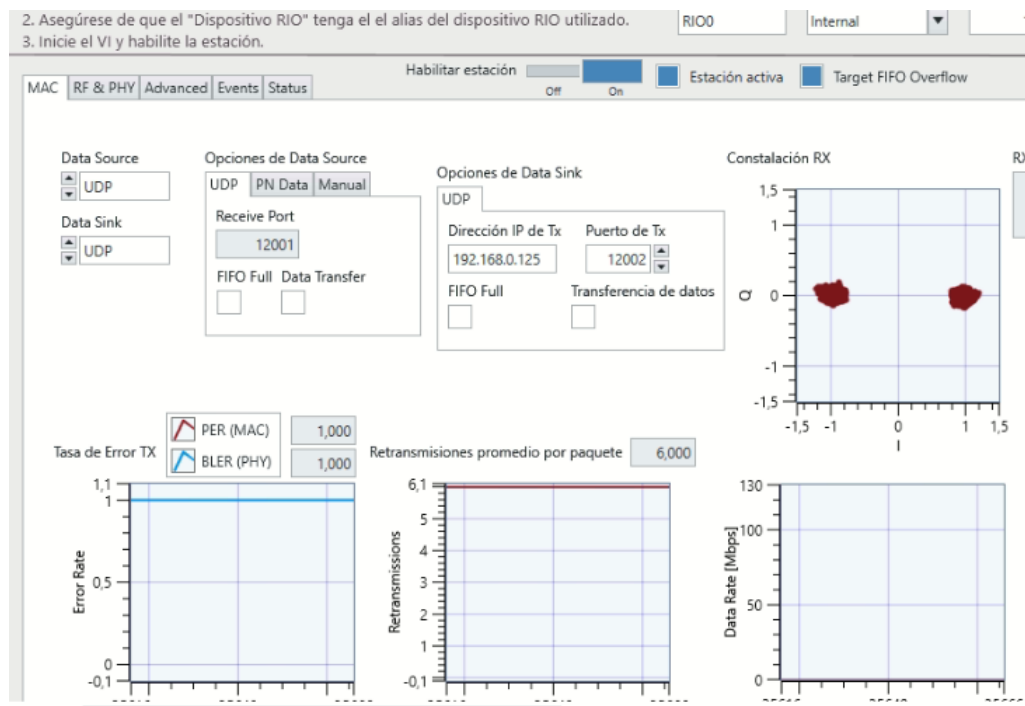 2. Asegúrese de que el "Dispositivo RIO" tenga el el alias del dispositivo RIO utilizado.
RIO0
Internal
3. Inicie el VI y habilite la estación.
MAC
RF & PHY
Advanced
Events
Status
Habilitar estación
Off
On
Estación activa
Target FIFO Overflow
Data Source
UDP
Data Sink
UDP
Opciones de Data Source
UDP
PN Data
Manual
Receive Port
12001
FIFO Full
Data Transfer
Opciones de Data Sink
UDP
Dirección IP de Tx
192.168.0.125
Puerto de Tx
12002
FIFO Full
Transferencia de datos
Constalación RX
1,5
1
0
-1
-1,5
Q
-1,5
-1
0
1
1,5
I
Tasa de Error TX
PER (MAC)
1,000
BLER (PHY)
1,000
1,1
1
0,5
0
-0,1
Error Rate
Retransmisiones promedio por paquete
6,000
6,1
5
4
3
2
1
-0,1
Retransmissions
130
100
50
0
Data Rate [Mbps]